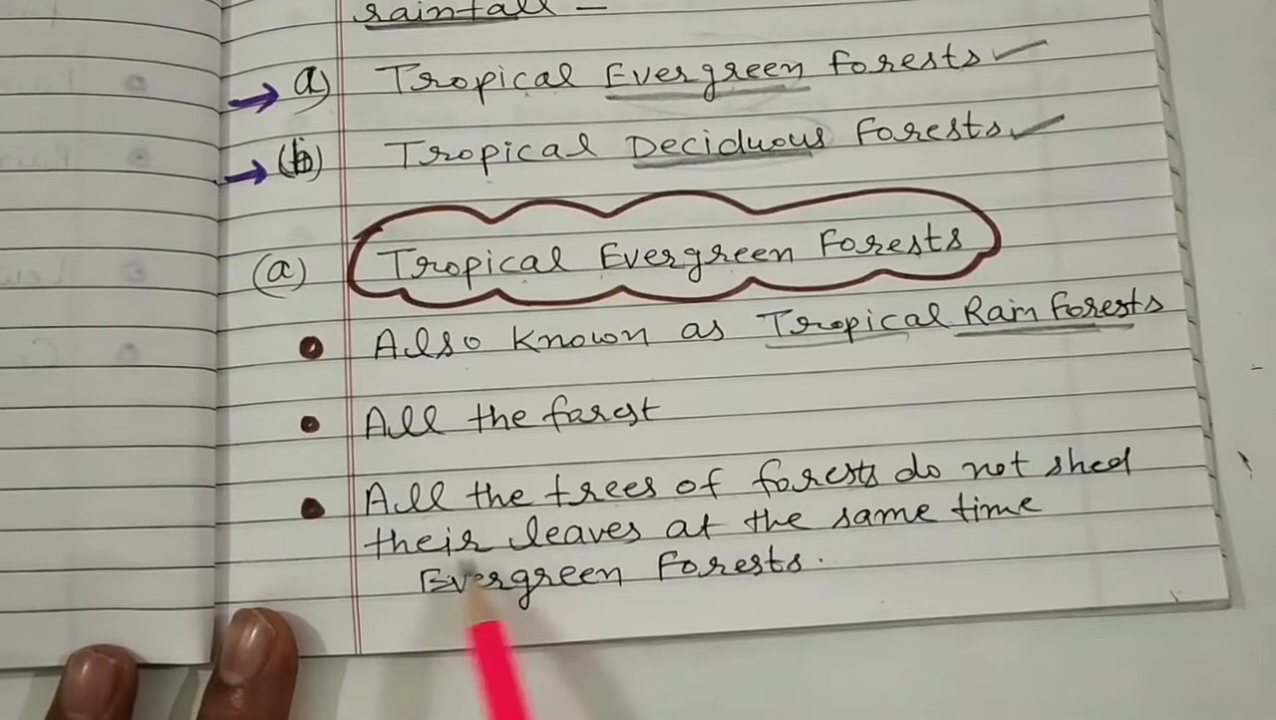 rainfall -
a) Tropical Evergreen forests
(b) Tropical Deciduous Forests
(a) Tropical Evergreen Forests
Also known as Tropical Rain Forests
All the forest
All the trees of forests do not shed
their leaves at the same time
Evergreen Forests.